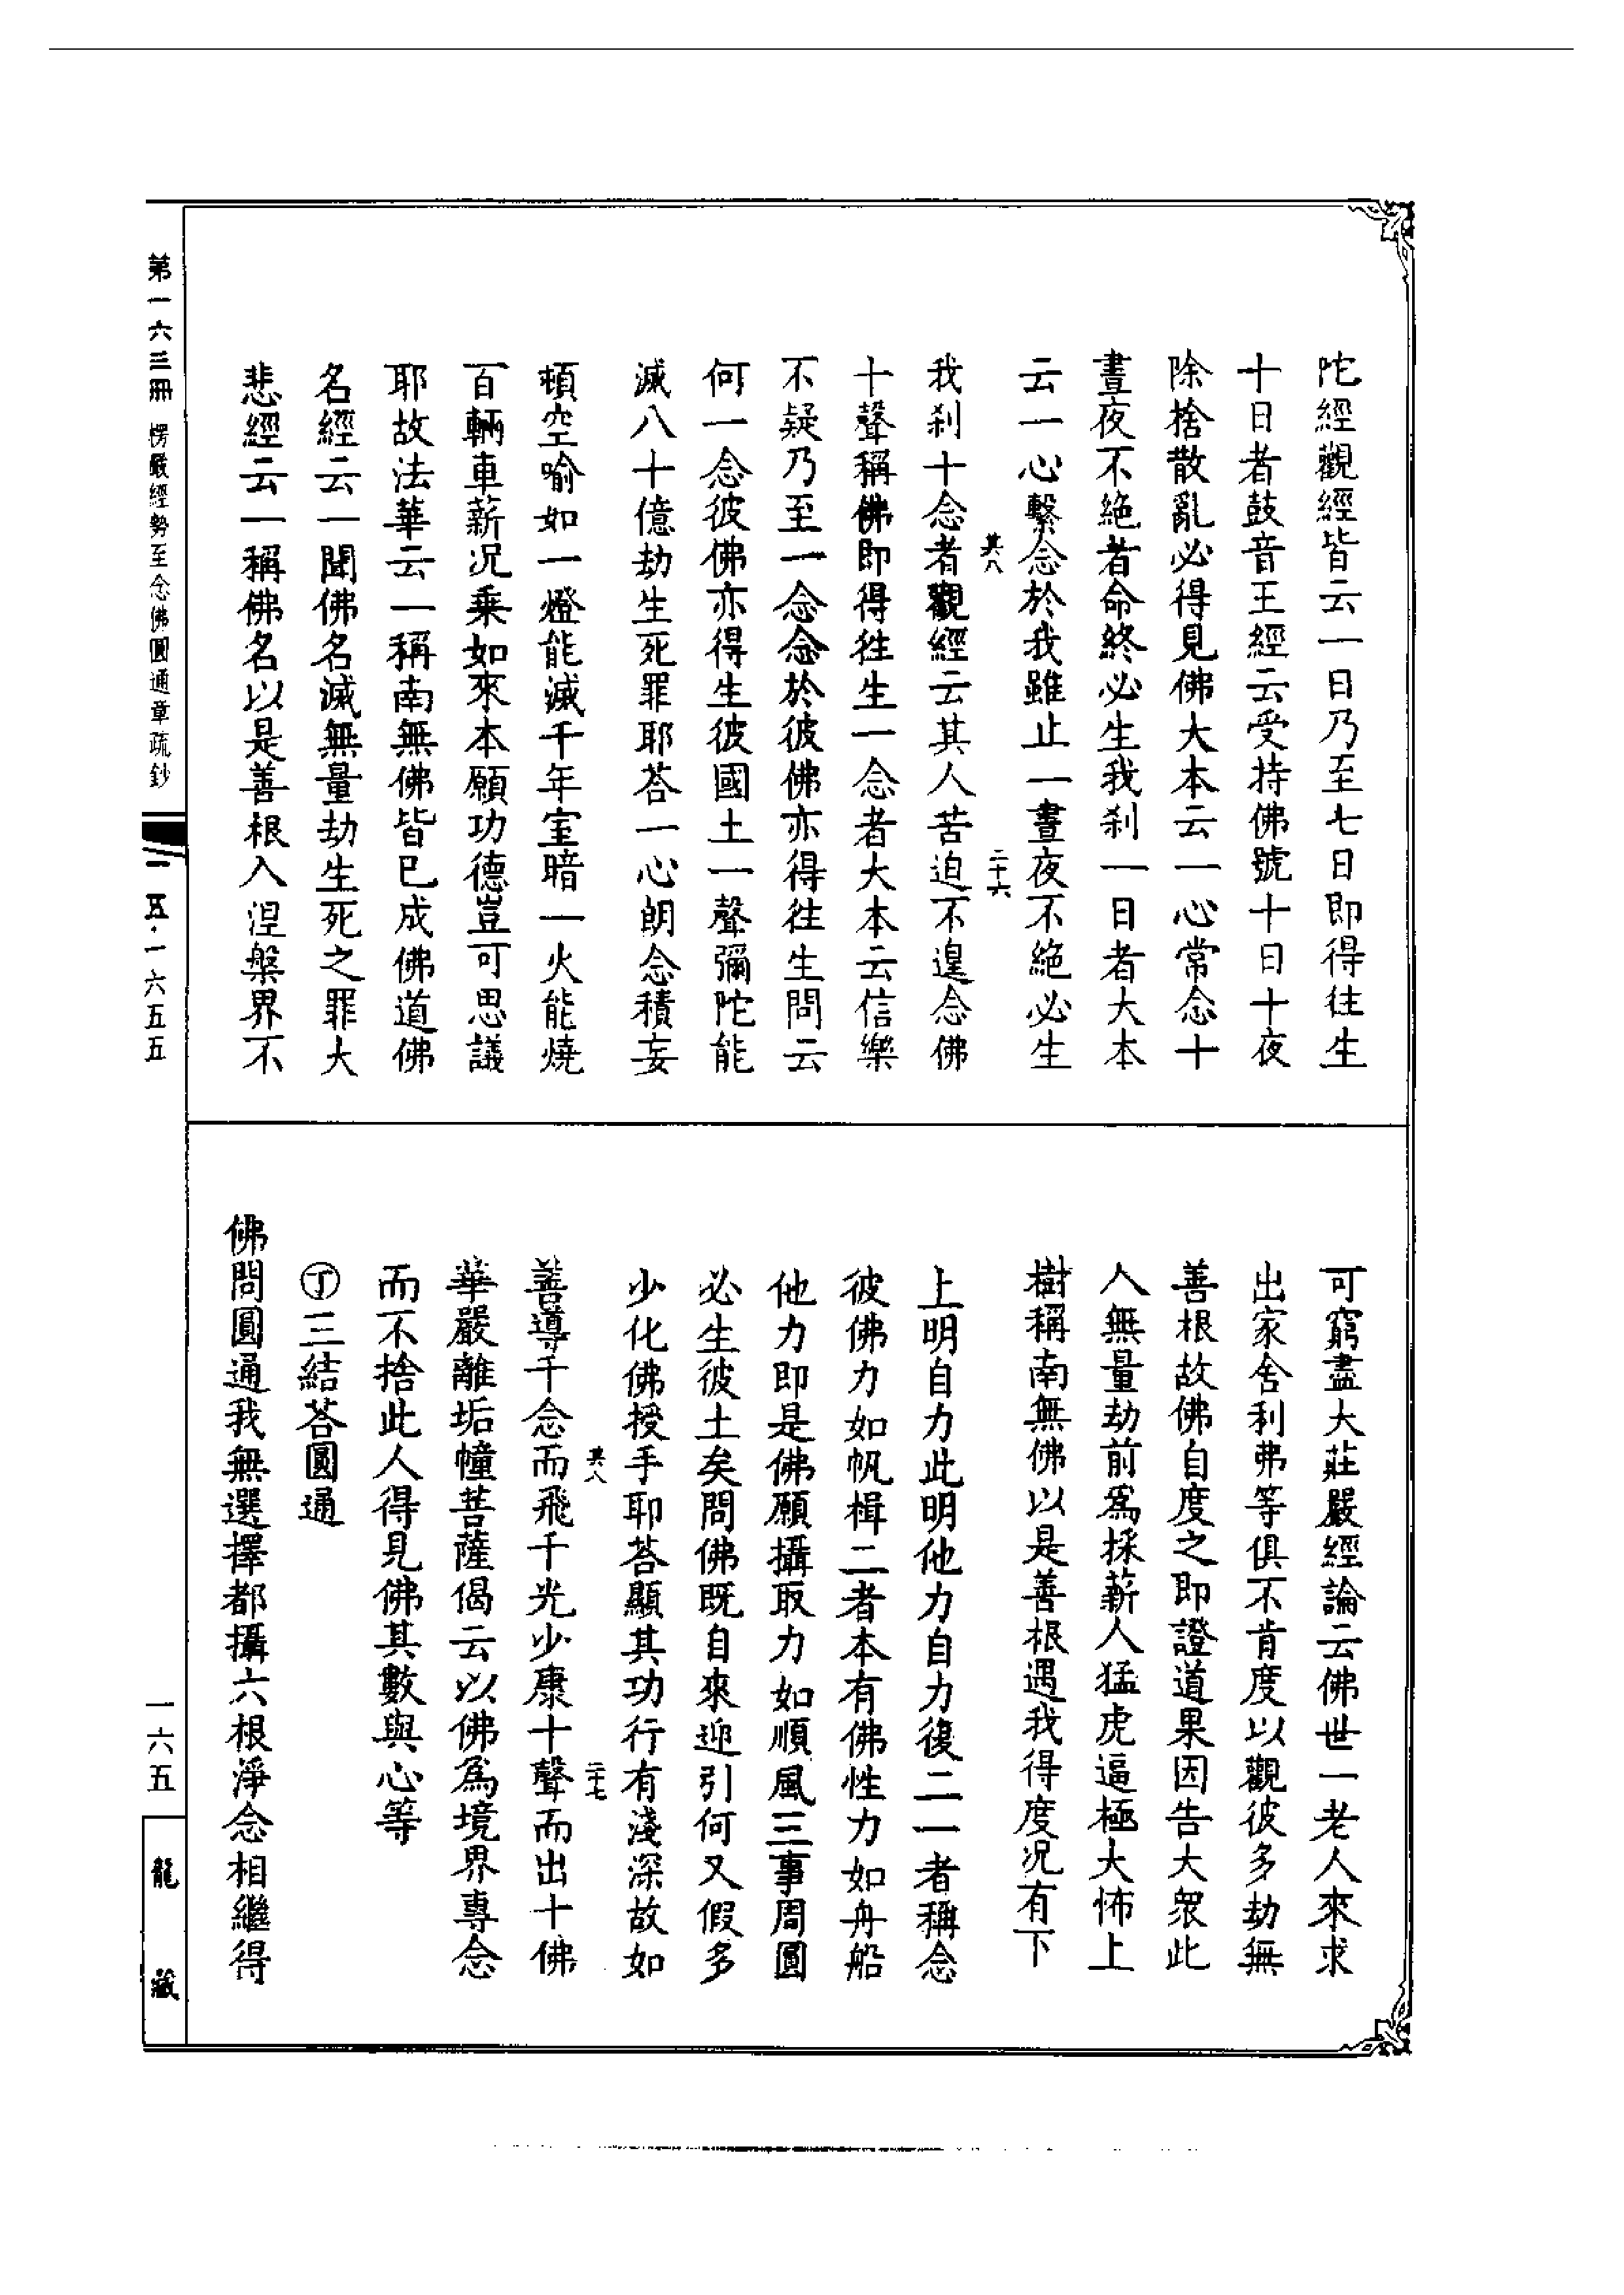 陀經觀經皆云一日乃至七日即得往生
十日者鼓音王經云受持佛號十日十夜
除捨散亂必得見佛大本云一心常念十
晝夜不絶者命終必生我刹一日者大本
云一心繫念於我雖止一晝夜不絶必生
其八
二十六
我刹十念者觀經云其人苦迫不遑念佛
十聲稱佛即得往生一念者大本云信樂
不疑乃至一念念於彼佛亦得往生問云
何一念彼佛亦得生彼國土一聲彌陀能
滅八十億劫生死罪耶荅一心朗念積妄
頓空喻如一燈能滅千年室暗一火能燒
百輛車薪况乗如來本願功德豈可思議
耶故法華云一稱南無佛皆已成佛道佛
名經云一聞佛名滅無量劫生死之罪大
悲經云一稱佛名以是善根入涅槃界不
可窮盡大莊嚴經論云佛世一老人來求
出家舍利弗等俱不肯度以觀彼多劫無
善根故佛自度之即證道果因告大衆此
人無量劫前爲採薪人猛虎逼極大怖上
樹稱南無佛以是善根遇我得度况有下
上明自力此明他力自力復二一者稱念
彼佛力如帆楫二者本有佛性力如舟船
他力即是佛願攝取力如順風三事周圓
必生彼土矣問佛既自來迎引何又假多
少化佛授手耶荅顯其功行有淺深故如
其八
二十七
善導千念而飛千光少康十聲而出十佛
華嚴離垢幢菩薩偈云以佛爲境界專念
而不捨此人得見佛其數與心等
㊉三結荅圓通
佛問圓通我無選擇都攝六根淨念相繼得
第一六三冊 楞嚴經勢至念佛圓通章疏鈔
一五·一六五五
一六五
龍藏